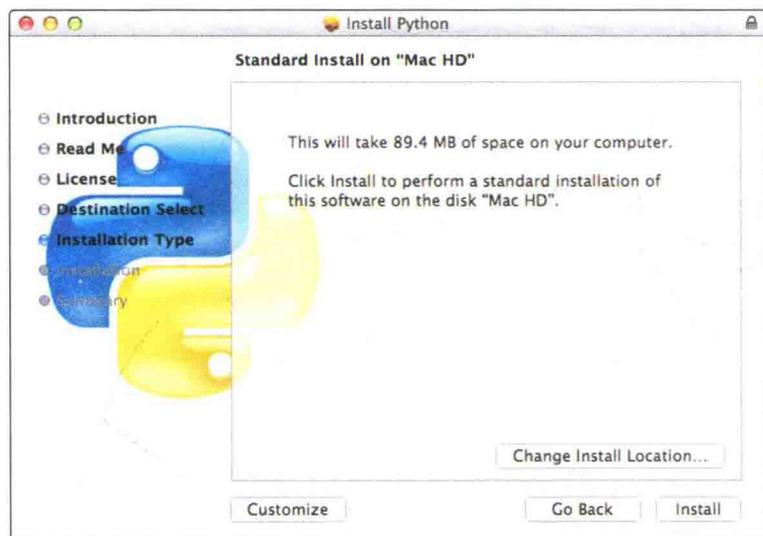 Install Python
Standard Install on "Mac HD"
Introduction
Read Me
License
Destination Select
Installation Type
Installation
Summary
This will take 89.4 MB of space on your computer.
Click Install to perform a standard installation of
this software on the disk "Mac HD".
Change Install Location...
Customize
Go Back
Install